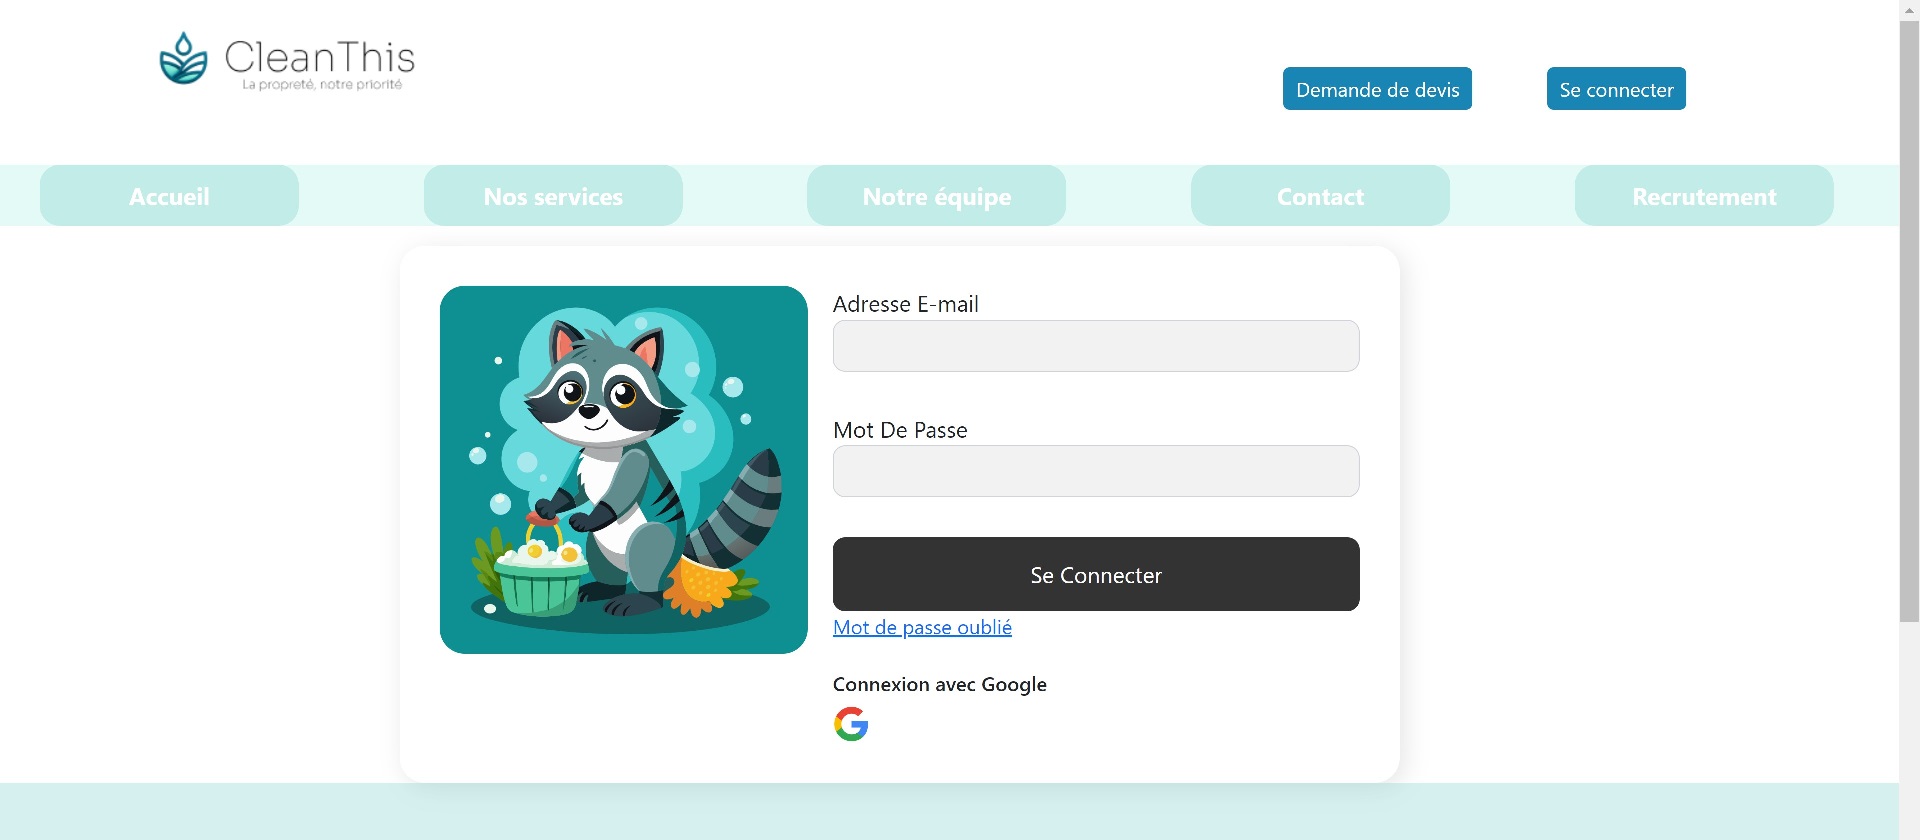 CleanThis
La propreté, notre priorité
Demande de devis
Se connecter
Accueil
Nos services
Notre équipe
Contact
Recrutement
Adresse E-mail
Mot De Passe
Se Connecter
Mot de passe oublié
Connexion avec Google